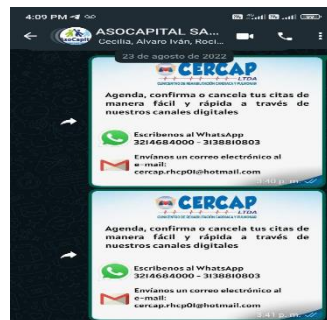 4:09 PM
ASOCAPITAL SA...
Cecilia, Alvaro Iván, Roci...
23 de agosto de 2022
CERCAP
LTDA
Agenda, confirma o cancela tus citas de
manera fácil y rápida a través de
nuestros canales digitales
Escríbenos al WhatsApp
3214684000 - 3138810803
Envíanos un correo electrónico al
e-mail:
cercap.rhcp01@hotmail.com
3:40 p. m.
CERCAP
LTDA
Agenda, confirma o cancela tus citas de
manera fácil y rápida a través de
nuestros canales digitales
Escríbenos al WhatsApp
3214684000 - 3138810803
Envíanos un correo electrónico al
e-mail:
cercap.rhcp01@hotmail.com
3:41 p. m.